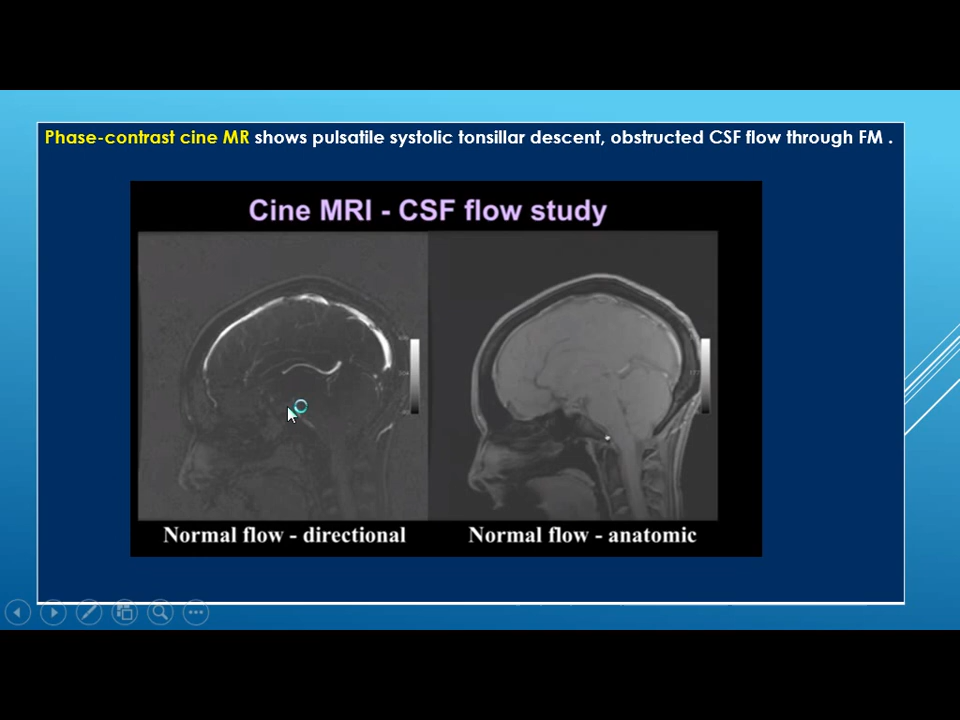 Phase-contrast cine MR shows pulsatile systolic tonsillar descent, obstructed CSF flow through FM .
Cine MRI - CSF flow study
Normal flow - directional
Normal flow - anatomic